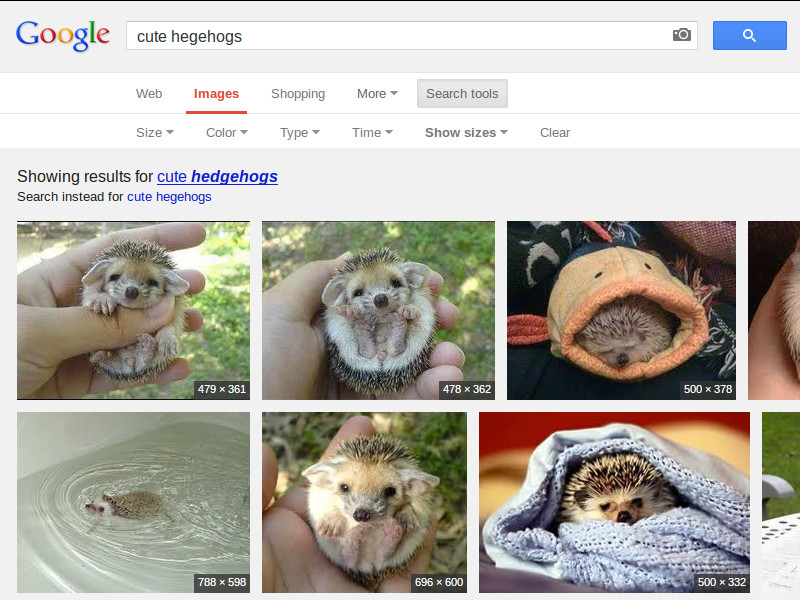 Google
cute hegehogs
Web Images Shopping More Search tools
Size Color Type Time Show sizes Clear
Showing results for cute hedgehogs
Search instead for cute hegehogs
479 × 361
478 × 362
500 × 378
788 × 598
696 × 600
500 × 332